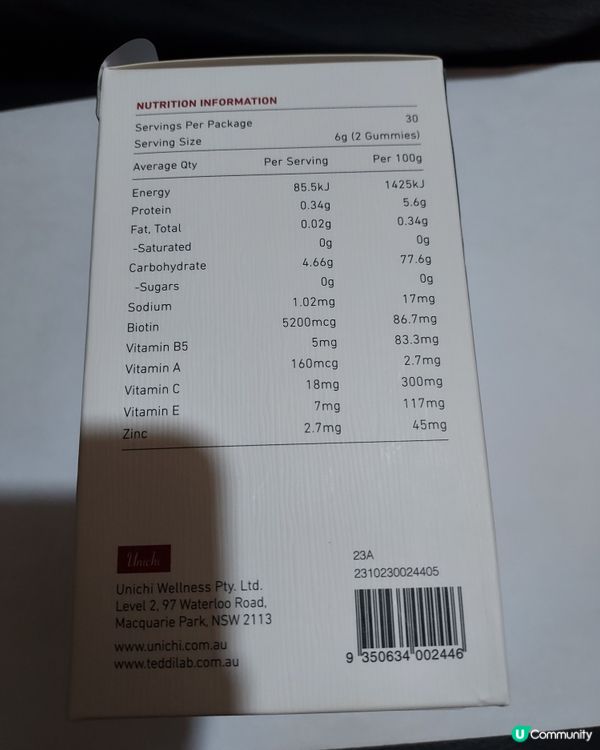 NUTRITION INFORMATION
Servings Per Package 30
Serving Size 6g (2 Gummies)
Average Qty Per Serving Per 100g
Energy 85.5kJ 1425kJ
Protein 0.34g 5.6g
Fat, Total 0.02g 0.34g
-Saturated 0g 0g
Carbohydrate 4.66g 77.6g
-Sugars 0g 0g
Sodium 1.02mg 17mg
Biotin 5200mcg 86.7mg
Vitamin B5 5mg 83.3mg
Vitamin A 160mcg 2.7mg
Vitamin C 18mg 300mg
Vitamin E 7mg 117mg
Zinc 2.7mg 45mg
Unichi
Unichi Wellness Pty. Ltd.
Level 2, 97 Waterloo Road,
Macquarie Park, NSW 2113
www.unichi.com.au
www.teddilab.com.au
23A
2310230024405
9 350634 002446
U Community